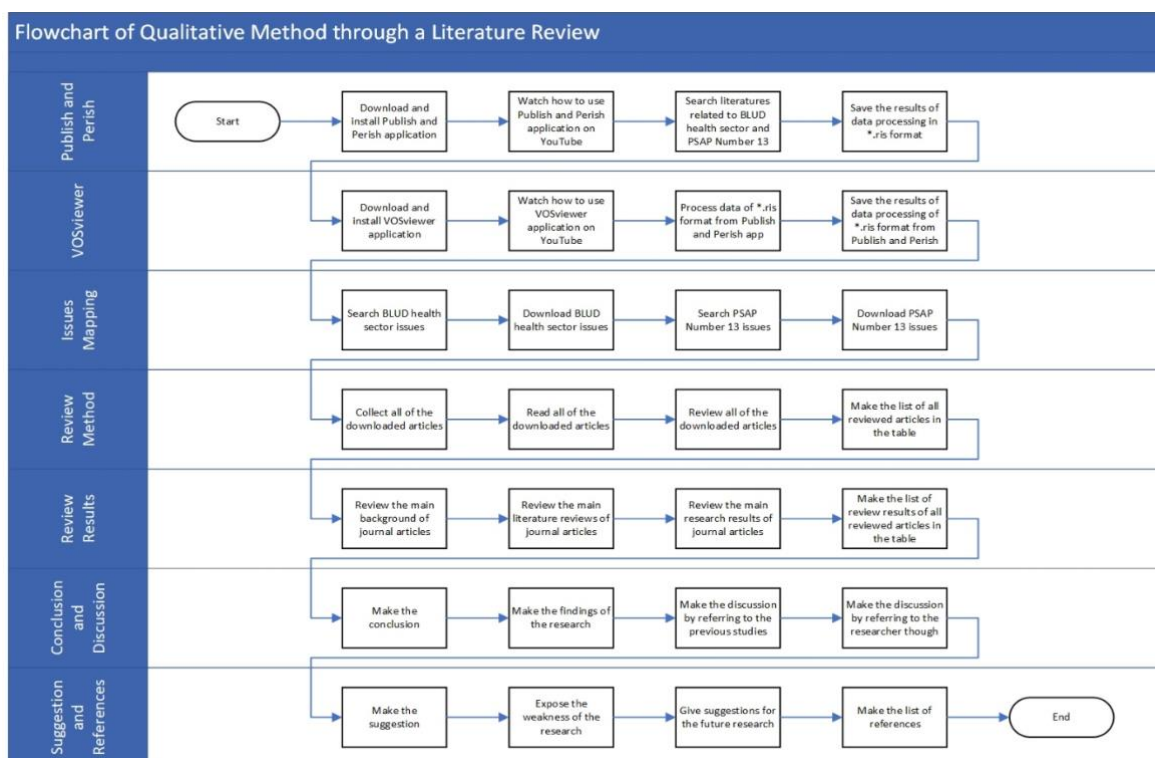 Flowchart of Qualitative Method through a Literature Review
Publish and
Perish
Start
Download and
install Publish and
Perish application
Watch how to use
Publish and Perish
application on
YouTube
Search literatures
related to BLUD
health sector and
PSAP Number 13
Save the results of
data processing in
*.ris format
VOSviewer
Download and
install VOSviewer
application
Watch how to use
VOSviewer
application on
YouTube
Process data of *.ris
format from Publish
and Perish app
Save the results of
data processing of
*.ris format from
Publish and Perish
Issues
Mapping
Search BLUD health
sector issues
Download BLUD
health sector issues
Search PSAP
Number 13 issues
Download PSAP
Number 13 issues
Review
Method
Collect all of the
downloaded articles
Read all of the
downloaded articles
Review all of the
downloaded articles
Make the list of all
reviewed articles in
the table
Review
Results
Review the main
background of
journal articles
Review the main
literature reviews of
journal articles
Review the main
research results of
journal articles
Make the list of
review results of all
reviewed articles in
the table
Conclusion
and
Discussion
Make the
conclusion
Make the findings of
the research
Make the discussion
by referring to the
previous studies
Make the discussion
by referring to the
researcher though
Suggestion
and
References
Make the
suggestion
Expose the
weakness of the
research
Give suggestions for
the future research
Make the list of
references
End